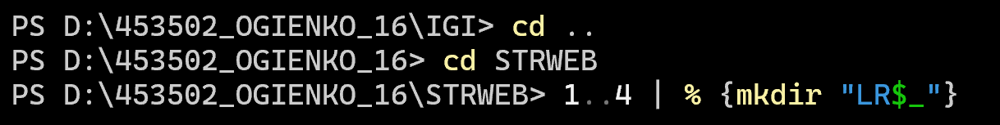 PS D:\453502_OGIENKO_16\IGI> cd ..
PS D:\453502_OGIENKO_16> cd STRWEB
PS D:\453502_OGIENKO_16\STRWEB> 1..4 | % {mkdir "LR$_"}